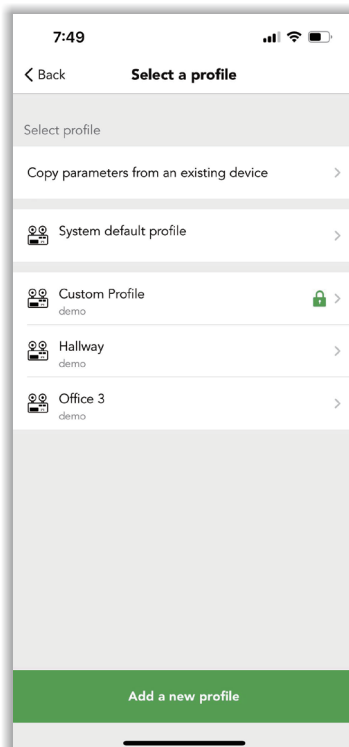 7:49
Back
Select a profile
Select profile
Copy parameters from an existing device
System default profile
Custom Profile
demo
Hallway
demo
Office 3
demo
Add a new profile